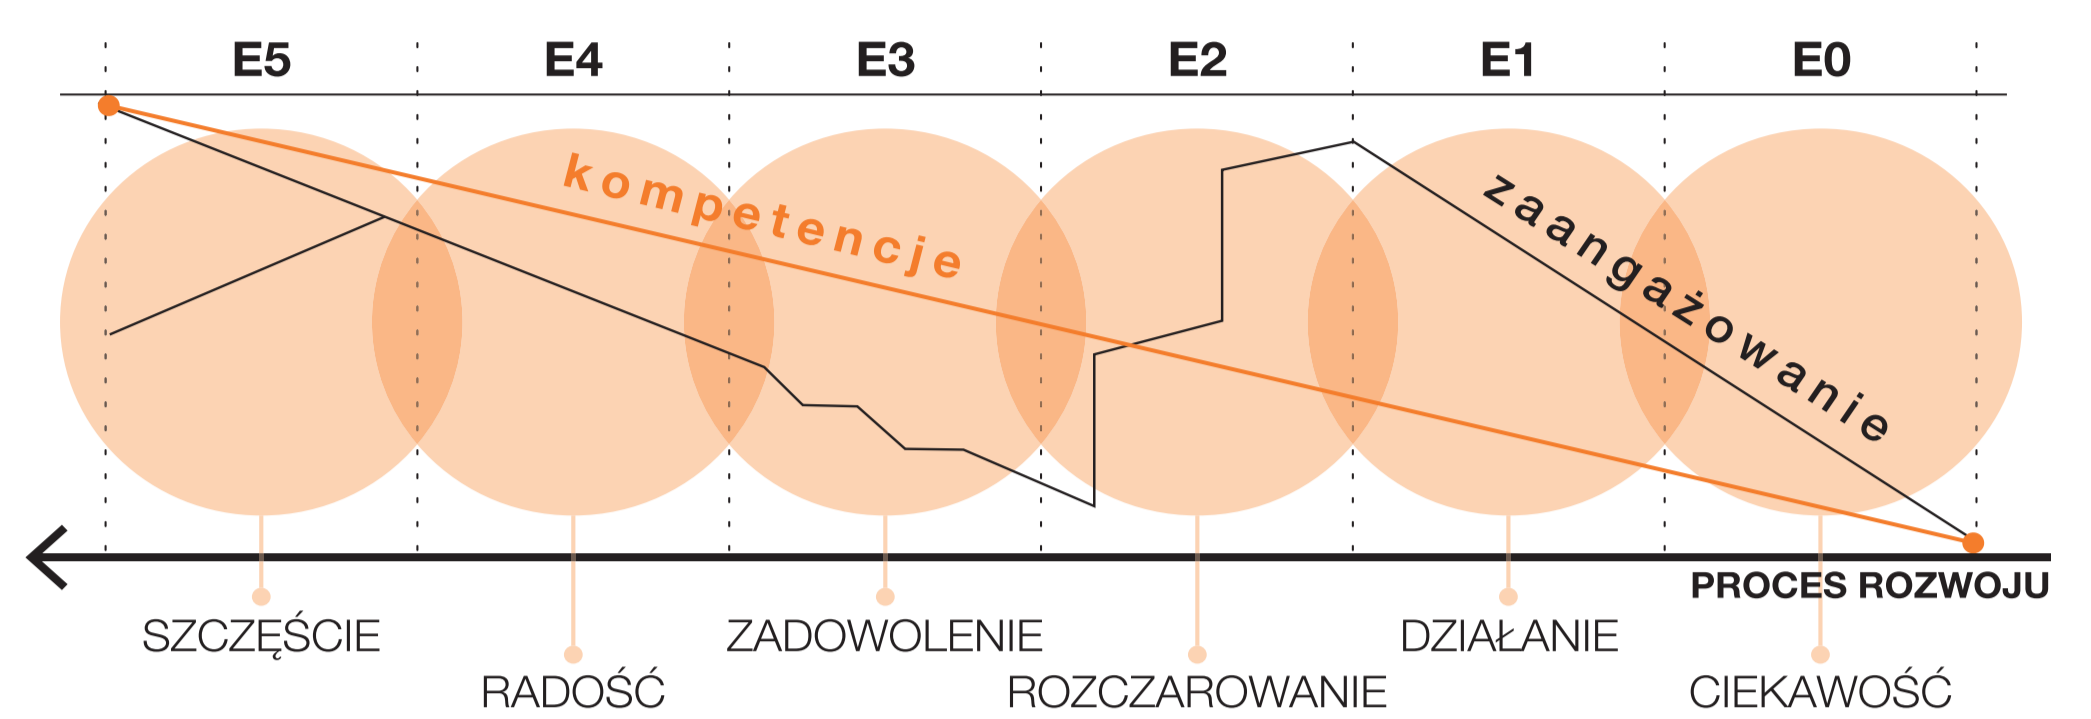 E5 E4 E3 E2 E1 E0
kompetencje
zaangażowanie
PROCES ROZWOJU
SZCZĘŚCIE ZADOWOLENIE DZIAŁANIE
RADOŚĆ ROZCZAROWANIE CIEKAWOŚĆ